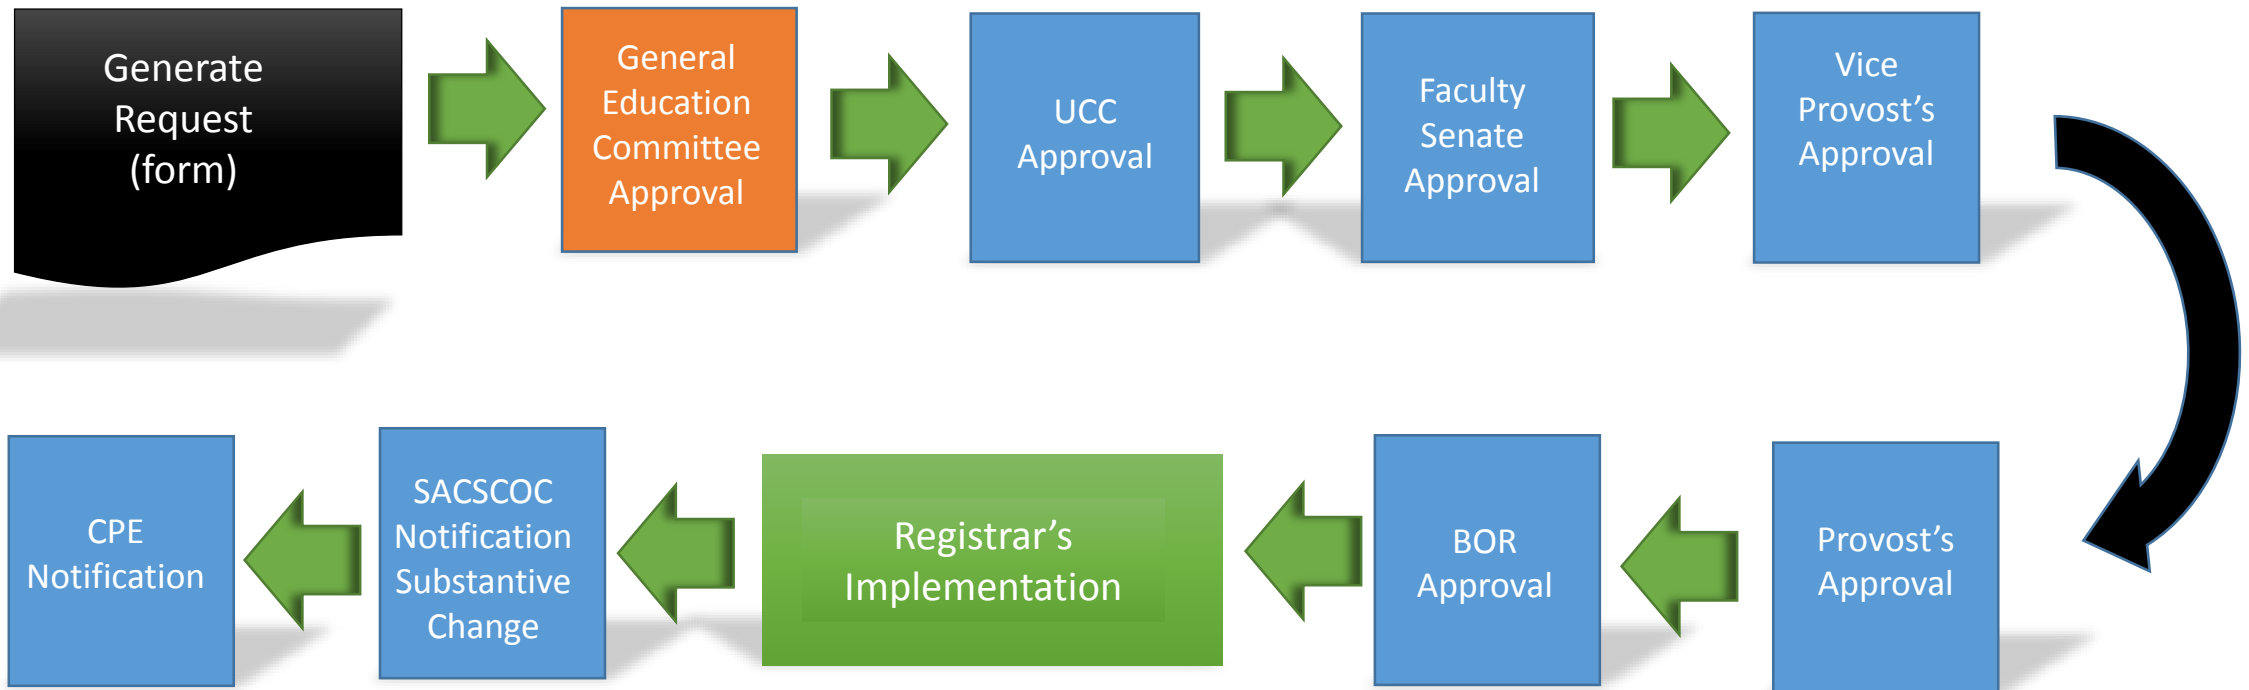 Generate
Request
(form)
General
Education
Committee
Approval
UCC
Approval
Faculty
Senate
Approval
Vice
Provost’s
Approval
Provost’s
Approval
BOR
Approval
Registrar’s
Implementation
SACSCOC
Notification
Substantive
Change
CPE
Notification